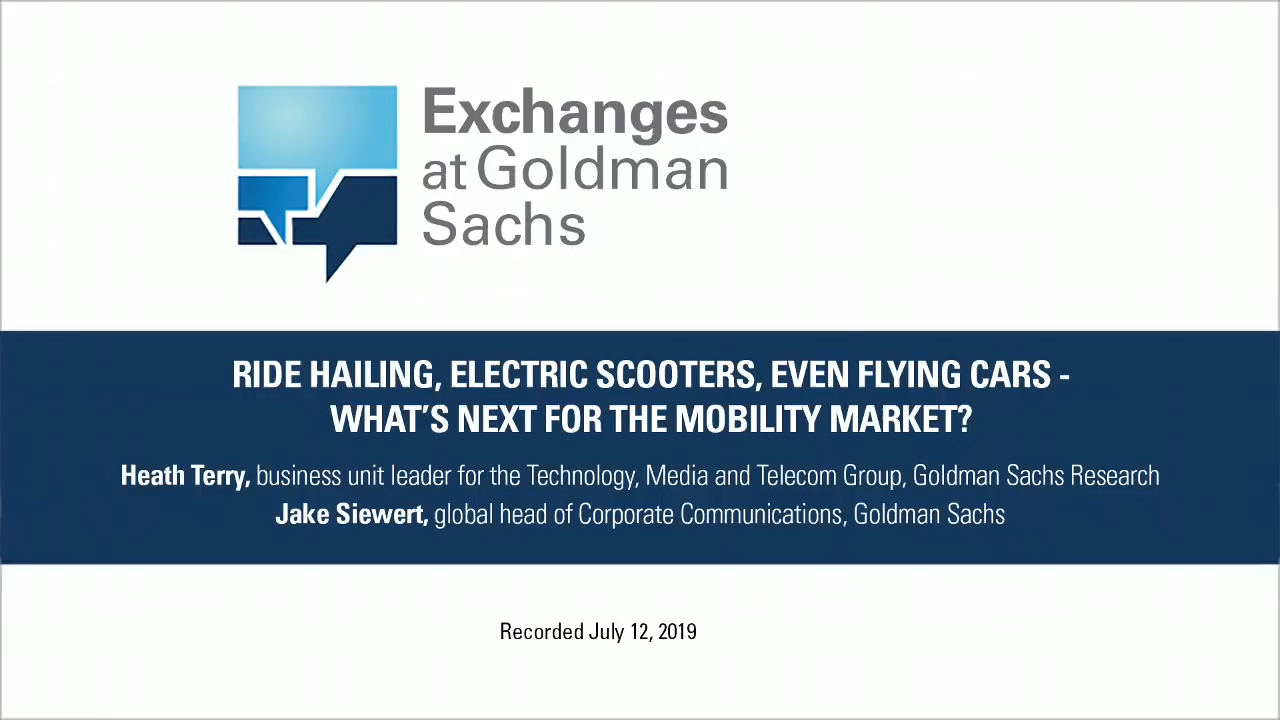 Exchanges
at Goldman
Sachs
RIDE HAILING, ELECTRIC SCOOTERS, EVEN FLYING CARS -
WHAT'S NEXT FOR THE MOBILITY MARKET?
Heath Terry, business unit leader for the Technology, Media and Telecom Group, Goldman Sachs Research
Jake Siewert, global head of Corporate Communications, Goldman Sachs
Recorded July 12, 2019